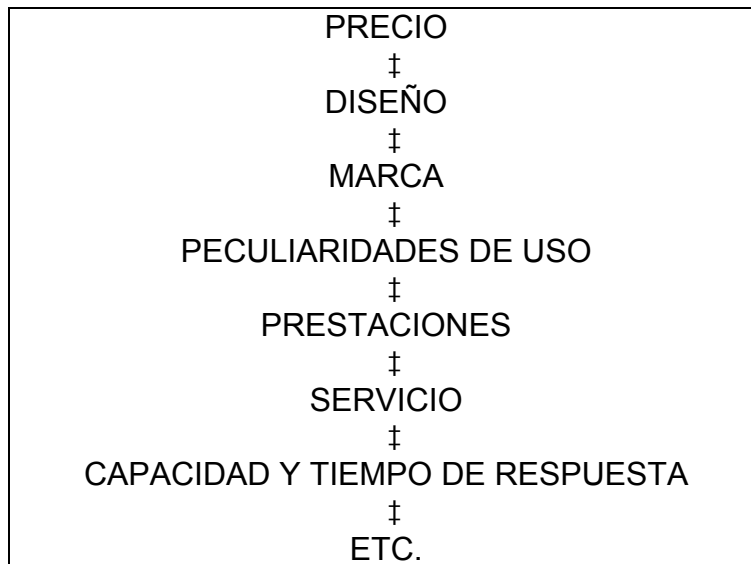 PRECIO
‡
DISEÑO
‡
MARCA
‡
PECULIARIDADES DE USO
‡
PRESTACIONES
‡
SERVICIO
‡
CAPACIDAD Y TIEMPO DE RESPUESTA
‡
ETC.